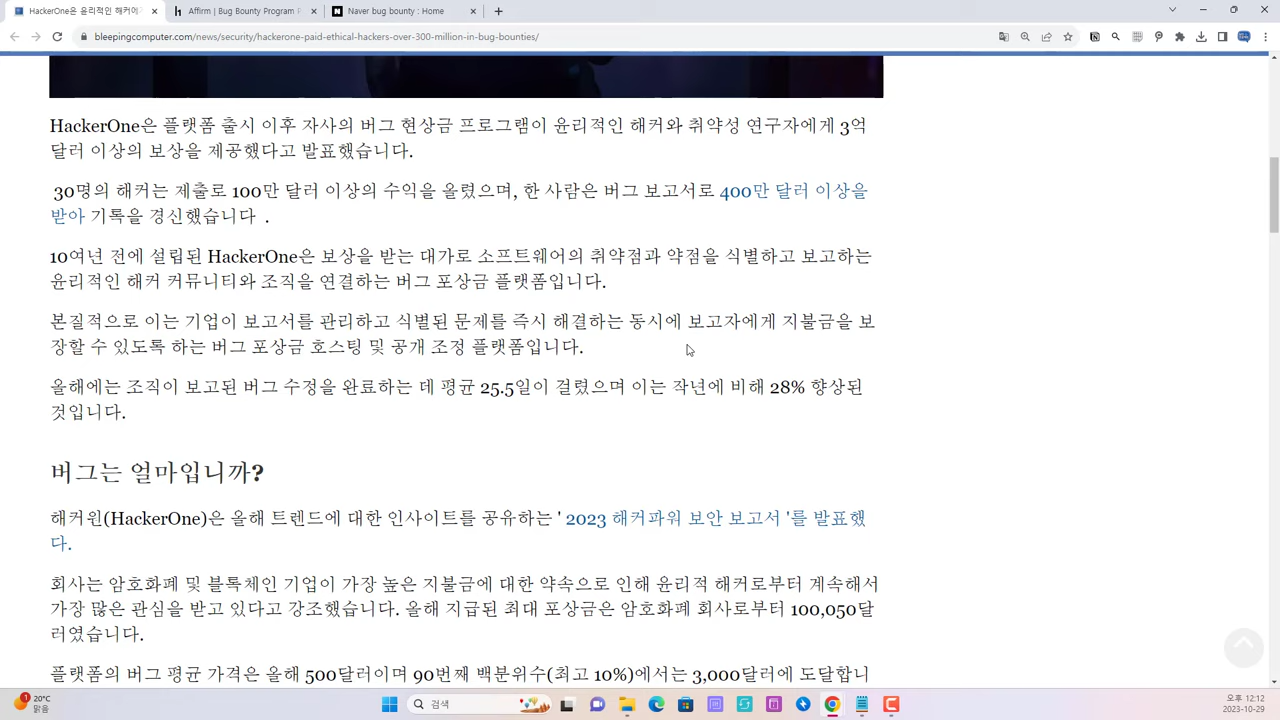 HackerOne은 윤리적인 해커에게
Affirm | Bug Bounty Program P
Naver bug bounty : Home
bleepingcomputer.com/news/security/hackerone-paid-ethical-hackers-over-300-million-in-bug-bounties/
HackerOne은 플랫폼 출시 이후 자사의 버그 현상금 프로그램이 윤리적인 해커와 취약성 연구자에게 3억
달러 이상의 보상을 제공했다고 발표했습니다.
30명의 해커는 제출로 100만 달러 이상의 수익을 올렸으며, 한 사람은 버그 보고서로 400만 달러 이상을
받아 기록을 경신했습니다 .
10여년 전에 설립된 HackerOne은 보상을 받는 대가로 소프트웨어의 취약점과 약점을 식별하고 보고하는
윤리적인 해커 커뮤니티와 조직을 연결하는 버그 포상금 플랫폼입니다.
본질적으로 이는 기업이 보고서를 관리하고 식별된 문제를 즉시 해결하는 동시에 보고자에게 지불금을 보
장할 수 있도록 하는 버그 포상금 호스팅 및 공개 조정 플랫폼입니다.
올해에는 조직이 보고된 버그 수정을 완료하는 데 평균 25.5일이 걸렸으며 이는 작년에 비해 28% 향상된
것입니다.
버그는 얼마입니까?
해커원(HackerOne)은 올해 트렌드에 대한 인사이트를 공유하는 ' 2023 해커파워 보안 보고서 '를 발표했
다.
회사는 암호화폐 및 블록체인 기업이 가장 높은 지불금에 대한 약속으로 인해 윤리적 해커로부터 계속해서
가장 많은 관심을 받고 있다고 강조했습니다. 올해 지급된 최대 포상금은 암호화폐 회사로부터 100,050달
러였습니다.
플랫폼의 버그 평균 가격은 올해 500달러이며 90번째 백분위수(최고 10%)에서는 3,000달러에 도달합니
1
20°C
맑음
검색
오후 12:12
2023-10-29